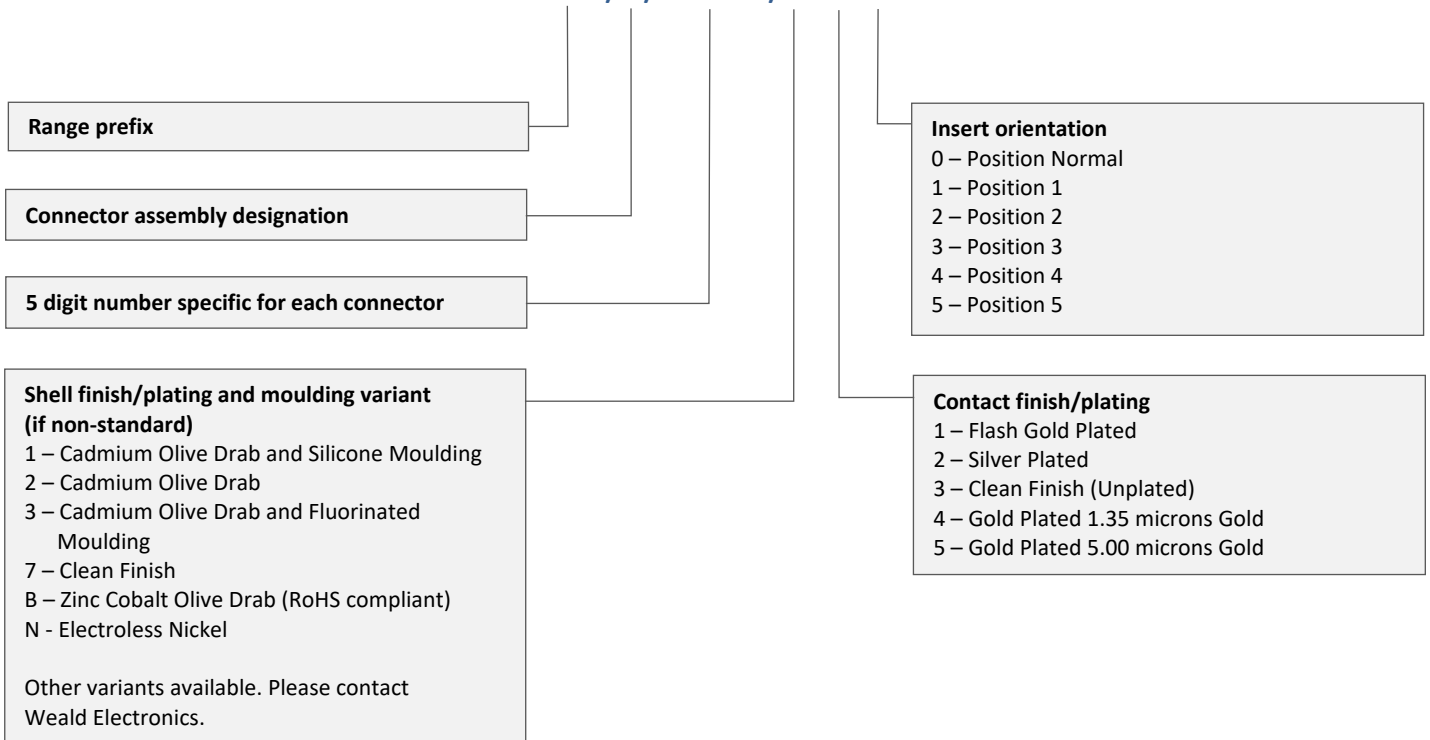 Range prefix
Connector assembly designation
5 digit number specific for each connector
Shell finish/plating and moulding variant
(if non-standard)
1 – Cadmium Olive Drab and Silicone Moulding
2 – Cadmium Olive Drab
3 – Cadmium Olive Drab and Fluorinated
Moulding
7 – Clean Finish
B – Zinc Cobalt Olive Drab (RoHS compliant)
N - Electroless Nickel
Other variants available. Please contact
Weald Electronics.
Insert orientation
0 – Position Normal
1 – Position 1
2 – Position 2
3 – Position 3
4 – Position 4
5 – Position 5
Contact finish/plating
1 – Flash Gold Plated
2 – Silver Plated
3 – Clean Finish (Unplated)
4 – Gold Plated 1.35 microns Gold
5 – Gold Plated 5.00 microns Gold